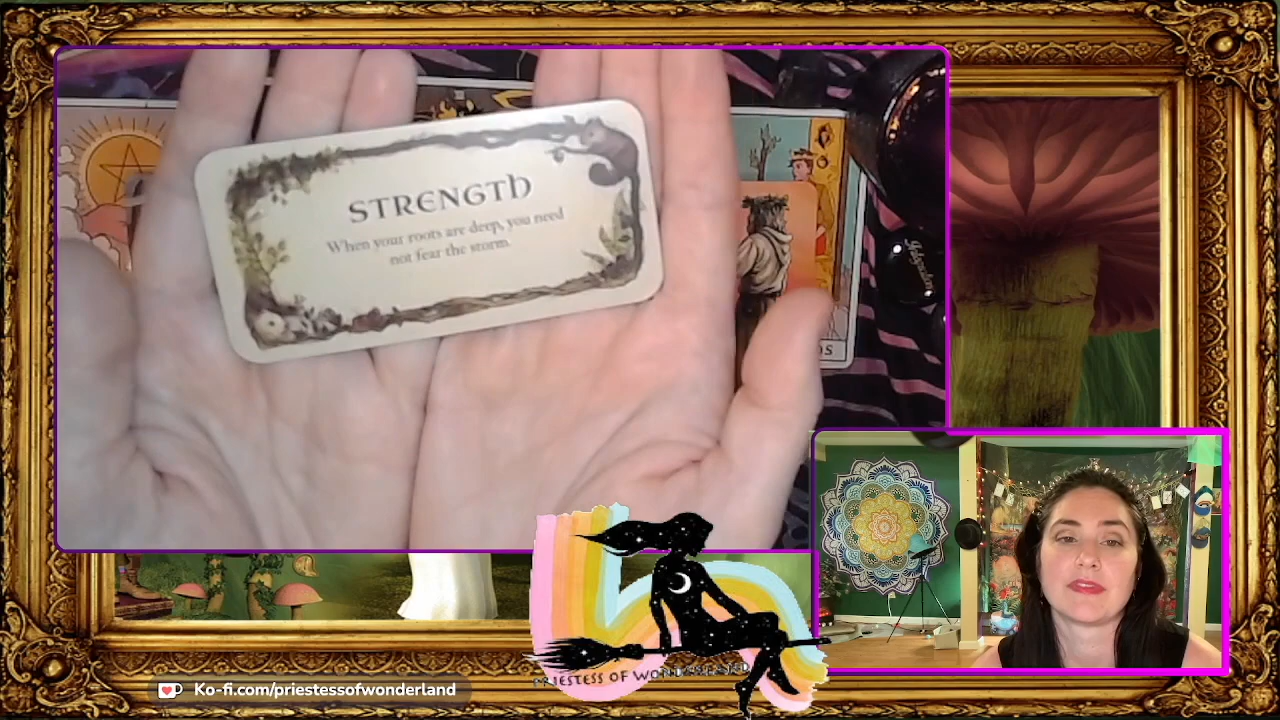 STRENGTH
When your roots are deep, you need
not fear the storm.
OS
PRIESTESS OF WONDERLAND
Ko-fi.com/priestessofwonderland